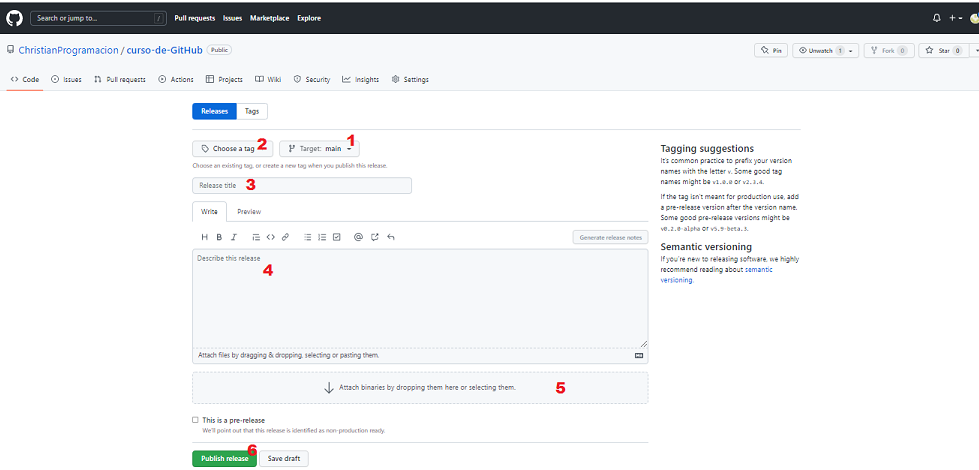 Search or jump to... / Pull requests Issues Marketplace Explore
ChristianProgramacion / curso-de-GitHub Public Pin Unwatch 1 Fork 0 Star 0
Code Issues Pull requests Actions Projects Wiki Security Insights Settings
Releases Tags
Choose a tag 2 Target: main 1
Choose an existing tag, or create a new tag when you publish this release.
Release title 3
Write Preview
H B I Generate release notes
Describe this release
4
Attach files by dragging & dropping, selecting or pasting them.
Attach binaries by dropping them here or selecting them. 5
This is a pre-release
We'll point out that this release is identified as non-production ready.
Publish release 6 Save draft
Tagging suggestions
It's common practice to prefix your version
names with the letter v. Some good tag
names might be v1.0.0 or v2.3.4.
If the tag isn't meant for production use, add
a pre-release version after the version name.
Some good pre-release versions might be
v0.2.0-alpha or v5.9-beta.3.
Semantic versioning
If you're new to releasing software, we highly
recommend reading about semantic
versioning.